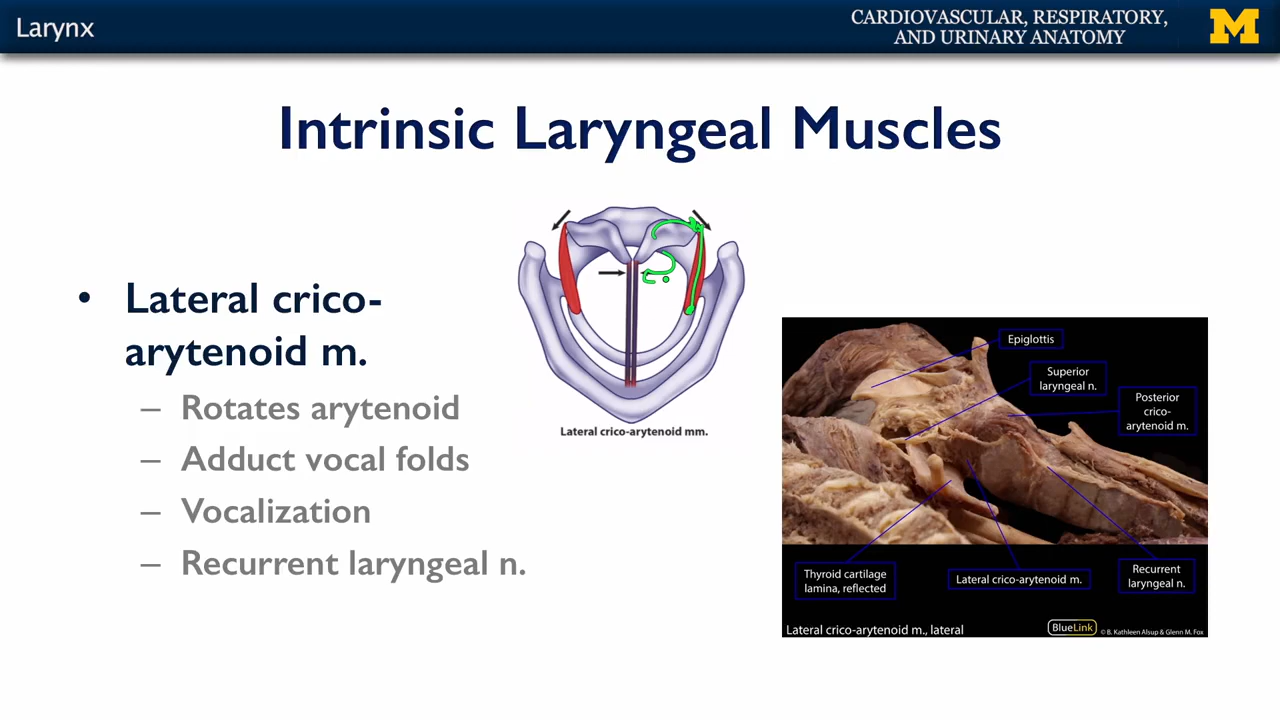 Larynx
CARDIOVASCULAR, RESPIRATORY,
AND URINARY ANATOMY
M
Intrinsic Laryngeal Muscles
• Lateral crico-
arytenoid m.
– Rotates arytenoid
– Adduct vocal folds
– Vocalization
– Recurrent laryngeal n.
Lateral crico-arytenoid mm.
Epiglottis
Superior
laryngeal n.
Posterior
crico-
arytenoid m.
Thyroid cartilage
lamina, reflected
Lateral crico-arytenoid m.
Recurrent
laryngeal n.
Lateral crico-arytenoid m., lateral
BlueLink
© B. Kathleen Alsup & Glenn M. Fox